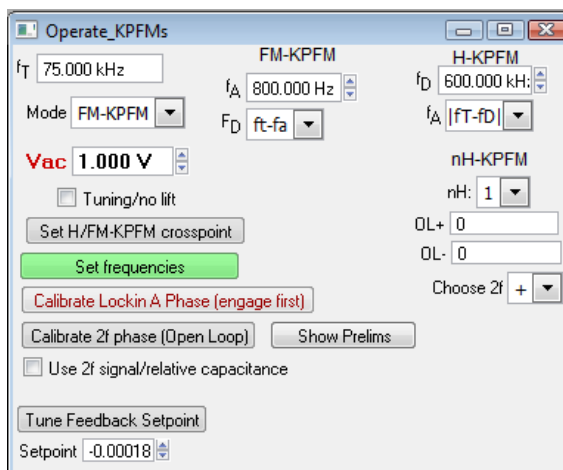 Operate_KPFMs
fT 75.000 kHz
FM-KPFM
H-KPFM
fA 800.000 Hz
fD 600.000 kH
Mode FM-KPFM
FD ft-fa
fA |fT-fD|
Vac 1.000 V
nH-KPFM
Tuning/no lift
nH: 1
Set H/FM-KPFM crosspoint
OL+ 0
OL- 0
Set frequencies
Choose 2f +
Calibrate Lockin A Phase (engage first)
Calibrate 2f phase (Open Loop)
Show Prelims
Use 2f signal/relative capacitance
Tune Feedback Setpoint
Setpoint -0.00018